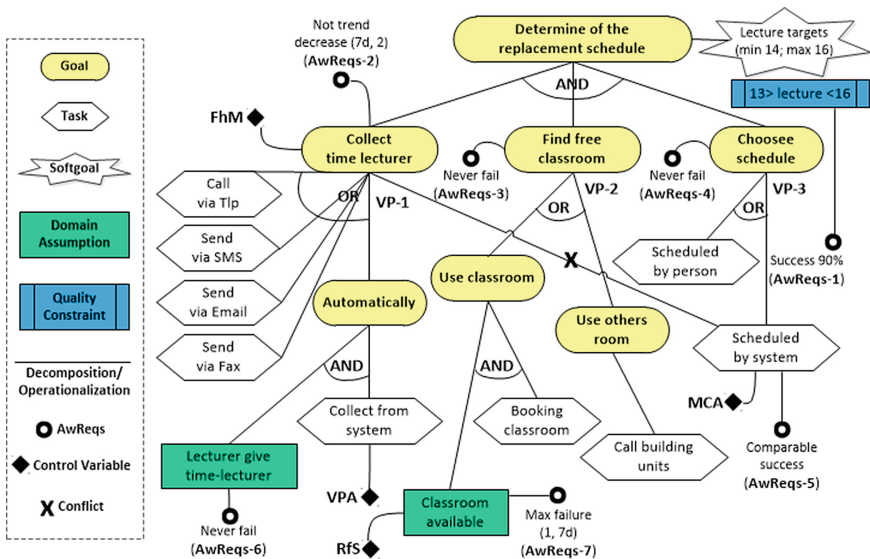 Goal
Task
Softgoal
Domain
Assumption
Quality
Constraint
Decomposition/
Operationalization
AwReqs
Control Variable
X
Conflict
Not trend
decrease (7d, 2)
(AwReqs-2)
Determine of the
replacement schedule
Lecture targets
(min 14; max 16)
AND
13> lecture <16
FhM
Collect
time lecturer
Find free
classroom
Choosee
schedule
Never fail
(AwReqs-3)
Never fail
(AwReqs-4)
VP-1
VP-2
VP-3
OR
OR
OR
Call
via Tlp
Send
via SMS
Send
via Email
Send
via Fax
Scheduled
by person
Success 90%
(AwReqs-1)
X
Automatically
Use classroom
Use others
room
Scheduled
by system
AND
AND
MCA
Collect from
system
Booking
classroom
Call building
units
Comparable
success
(AwReqs-5)
Lecturer give
time-lecturer
VPA
Classroom
available
Never fail
(AwReqs-6)
RfS
Max failure
(1, 7d)
(AwReqs-7)